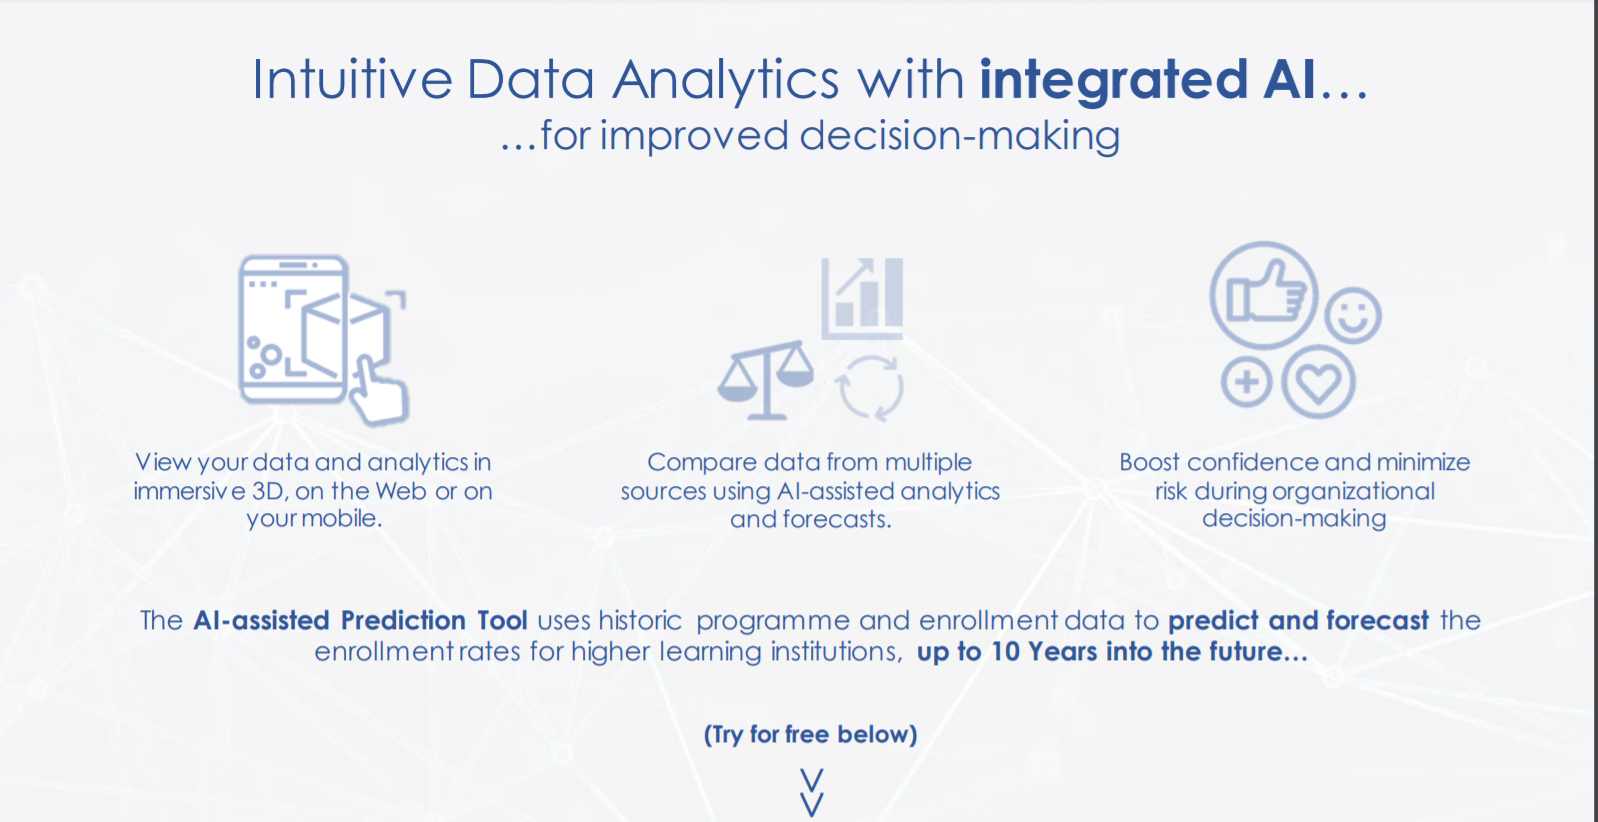 Intuitive Data Analytics with integrated AI...
...for improved decision-making
View your data and analytics in
immersive 3D, on the Web or on
your mobile.
Compare data from multiple
sources using AI-assisted analytics
and forecasts.
Boost confidence and minimize
risk during organizational
decision-making
The AI-assisted Prediction Tool uses historic programme and enrollment data to predict and forecast the
enrollment rates for higher learning institutions, up to 10 Years into the future...
(Try for free below)